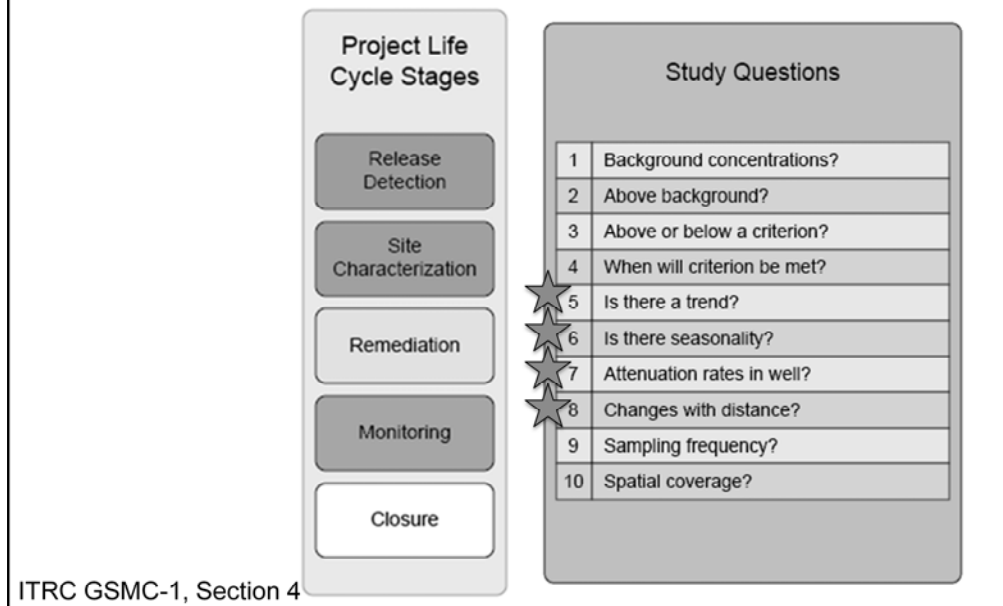 Project Life
Cycle Stages
Release
Detection
Site
Characterization
Remediation
Monitoring
Closure
Study Questions
1 Background concentrations?
2 Above background?
3 Above or below a criterion?
4 When will criterion be met?
5 Is there a trend?
6 Is there seasonality?
7 Attenuation rates in well?
8 Changes with distance?
9 Sampling frequency?
10 Spatial coverage?
ITRC GSMC-1, Section 4